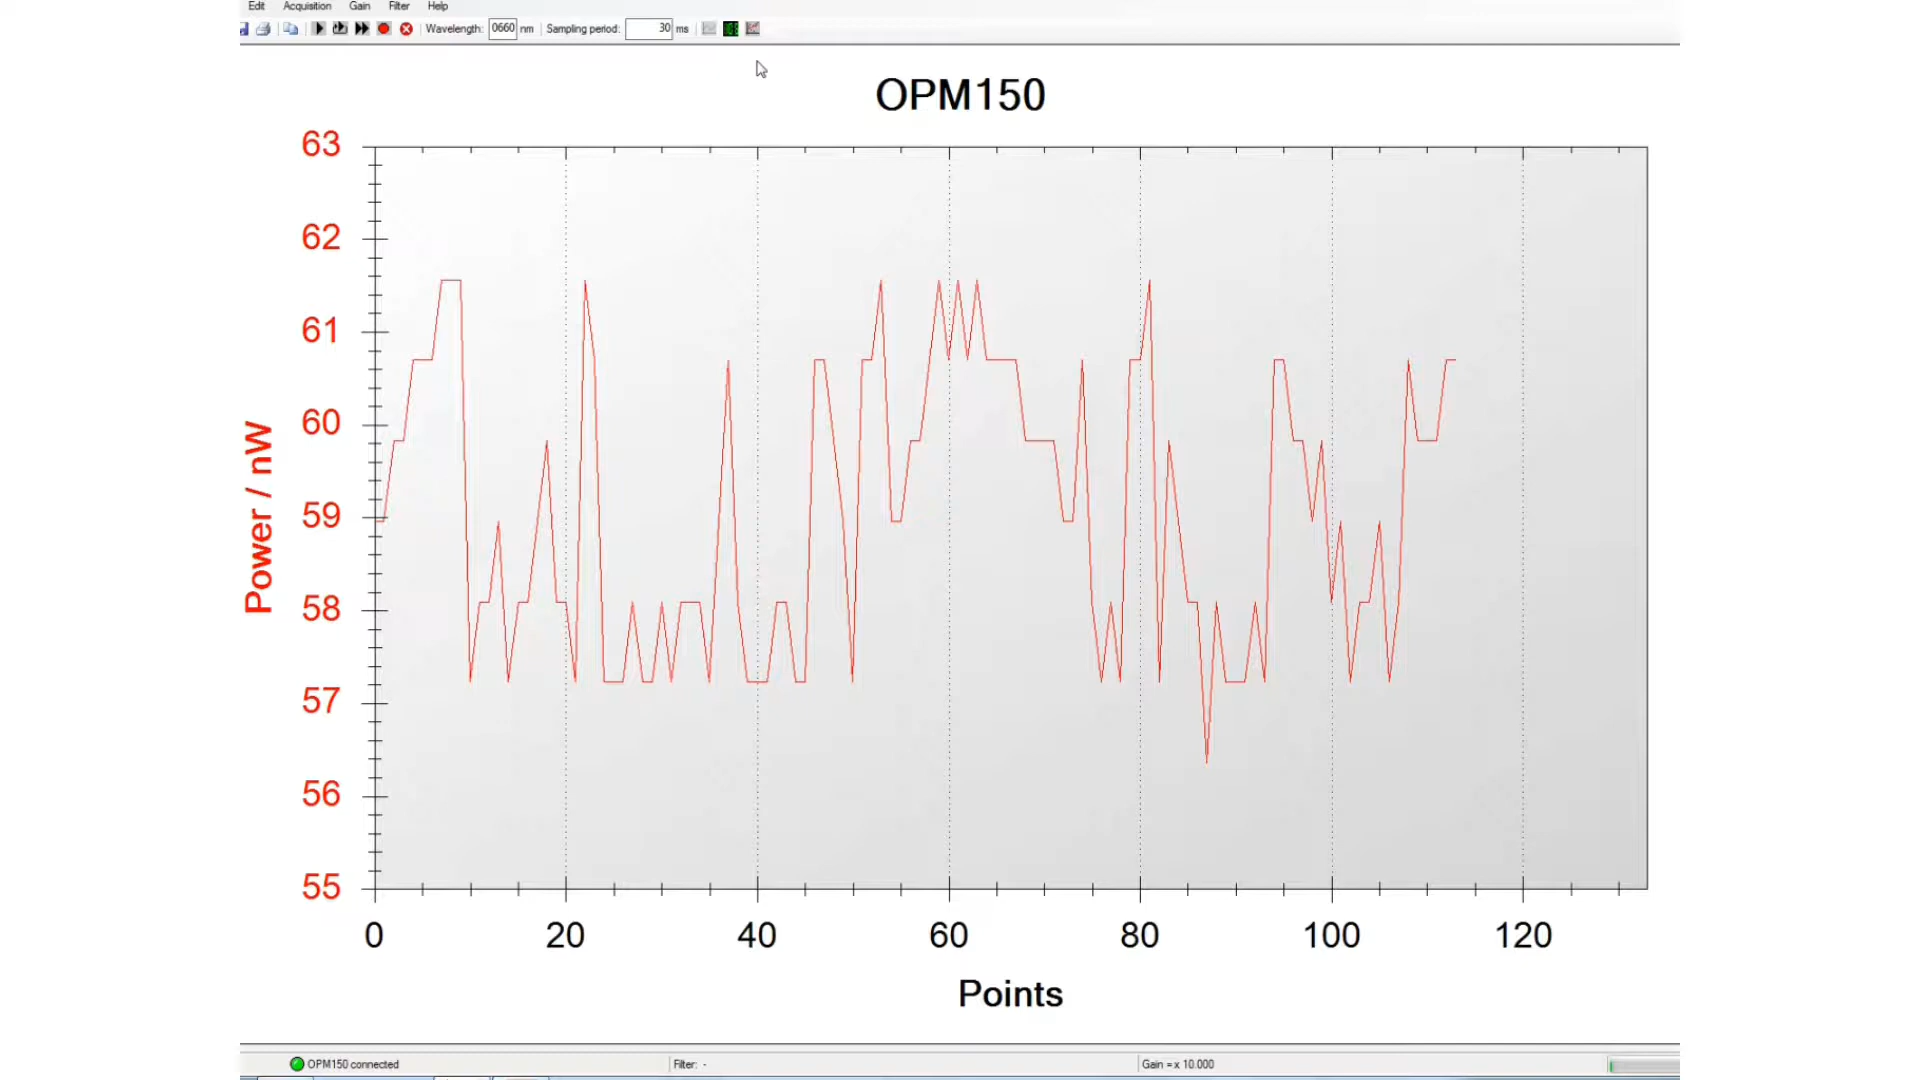 Edit Acquisition Gain Filter Help
Wavelength: 0660 nm Sampling period: 30 ms
OPM150
63
62
61
60
59
58
57
56
55
Power / nW
0 20 40 60 80 100 120
Points
OPM150 connected Filter: - Gain = x 10.000